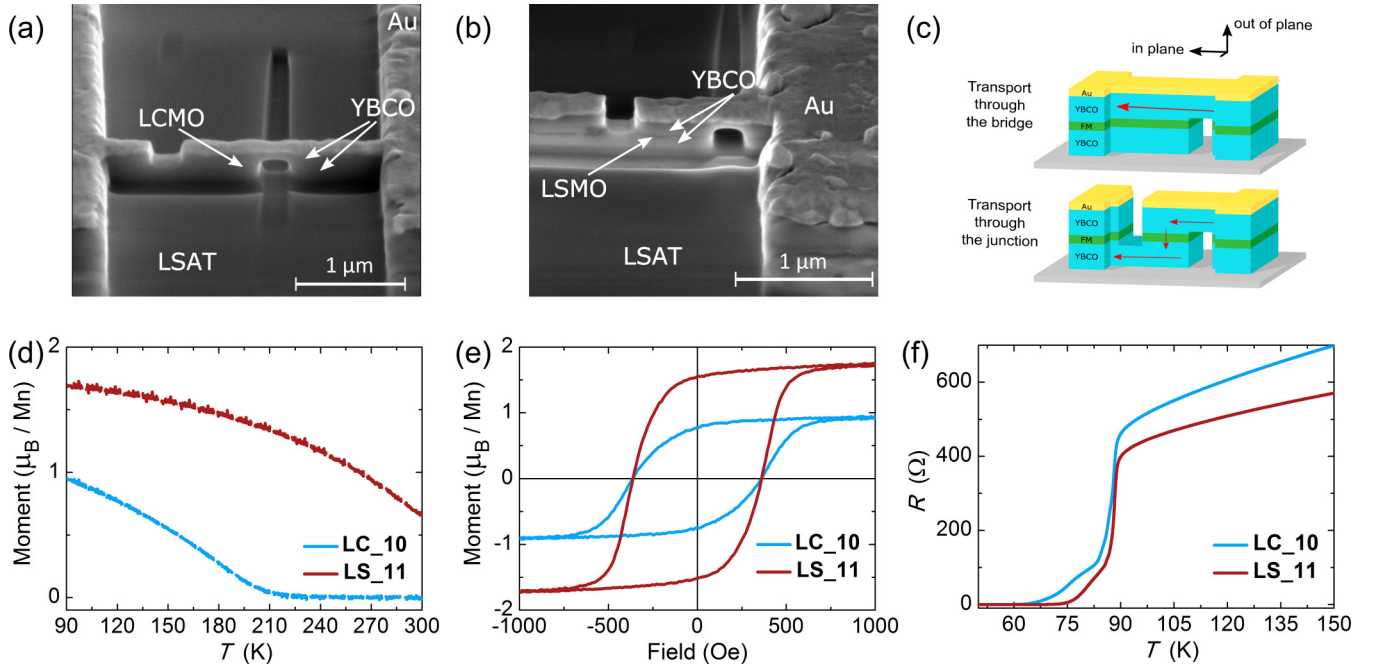 (a)
Au
LCMO
YBCO
LSAT
1 μm
(b)
YBCO
Au
LSMO
LSAT
1 μm
(c)
out of plane
in plane
Transport
through
the bridge
Au
YBCO
FM
YBCO
Transport
through
the junction
Au
YBCO
FM
YBCO
(d)
Moment (μB / Mn)
2
1
0
90 120 150 180 210 240 270 300
T (K)
LC_10
LS_11
(e)
Moment (μB / Mn)
2
1
0
-1
-2
-1000 -500 0 500 1000
Field (Oe)
LC_10
LS_11
(f)
R (Ω)
600
400
200
0
60 75 90 105 120 135 150
T (K)
LC_10
LS_11